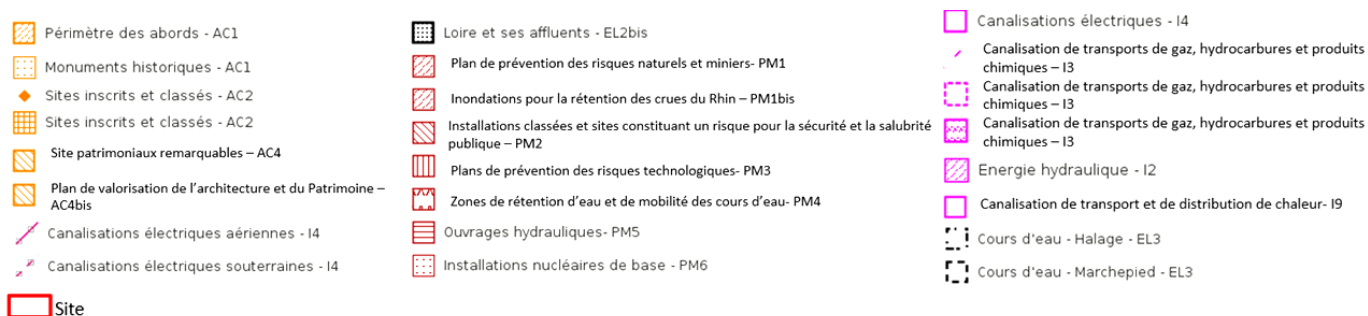 Périmètre des abords - AC1
Monuments historiques - AC1
Sites inscrits et classés - AC2
Sites inscrits et classés - AC2
Site patrimoniaux remarquables – AC4
Plan de valorisation de l'architecture et du Patrimoine –
AC4bis
Canalisations électriques aériennes - I4
Canalisations électriques souterraines - I4
Site
Loire et ses affluents - EL2bis
Plan de prévention des risques naturels et miniers- PM1
Inondations pour la rétention des crues du Rhin – PM1bis
Installations classées et sites constituant un risque pour la sécurité et la salubrité
publique – PM2
Plans de prévention des risques technologiques- PM3
Zones de rétention d'eau et de mobilité des cours d'eau- PM4
Ouvrages hydrauliques- PM5
Installations nucléaires de base - PM6
Canalisations électriques - I4
Canalisation de transports de gaz, hydrocarbures et produits
chimiques – I3
Canalisation de transports de gaz, hydrocarbures et produits
chimiques – I3
Canalisation de transports de gaz, hydrocarbures et produits
chimiques – I3
Energie hydraulique - I2
Canalisation de transport et de distribution de chaleur- I9
Cours d'eau - Halage - EL3
Cours d'eau - Marchepied - EL3